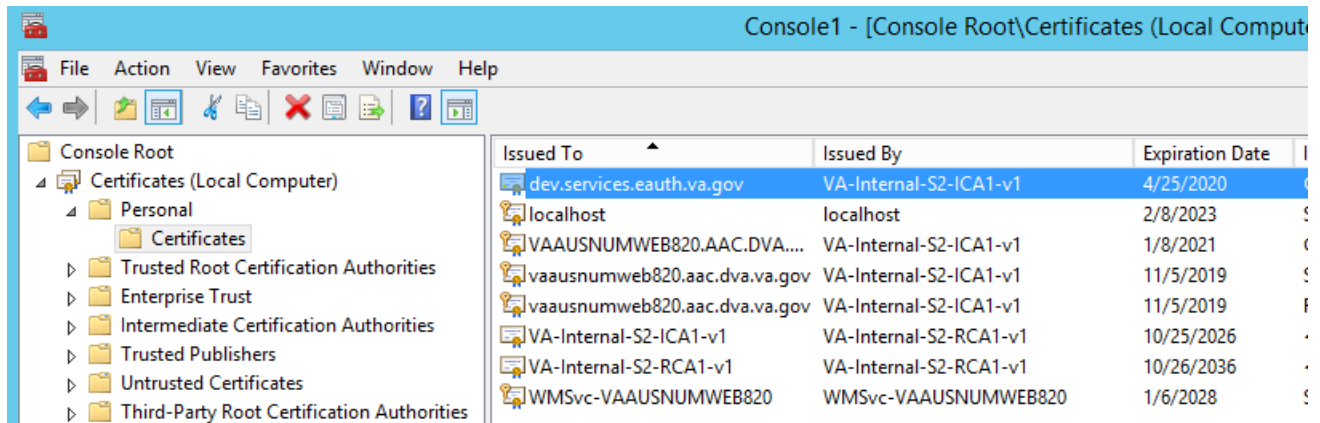 Console1 - [Console Root\Certificates (Local Compute
File Action View Favorites Window Help
Console Root
Certificates (Local Computer)
Personal
Certificates
Trusted Root Certification Authorities
Enterprise Trust
Intermediate Certification Authorities
Trusted Publishers
Untrusted Certificates
Third-Party Root Certification Authorities
Issued To Issued By Expiration Date
dev.services.eauth.va.gov VA-Internal-S2-ICA1-v1 4/25/2020
localhost localhost 2/8/2023
VAAUSNUMWEB820.AAC.DVA.... VA-Internal-S2-ICA1-v1 1/8/2021
vaausnumweb820.aac.dva.va.gov VA-Internal-S2-ICA1-v1 11/5/2019
vaausnumweb820.aac.dva.va.gov VA-Internal-S2-ICA1-v1 11/5/2019
VA-Internal-S2-ICA1-v1 VA-Internal-S2-RCA1-v1 10/25/2026
VA-Internal-S2-RCA1-v1 VA-Internal-S2-RCA1-v1 10/26/2036
WMSvc-VAAUSNUMWEB820 WMSvc-VAAUSNUMWEB820 1/6/2028